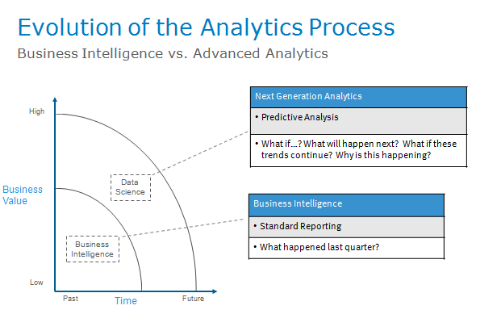 Evolution of the Analytics Process
Business Intelligence vs. Advanced Analytics
High
Business
Value
Low
Data
Science
Business
Intelligence
Past
Time
Future
Next Generation Analytics
• Predictive Analysis
• What if...? What will happen next? What if these
trends continue? Why is this happening?
Business Intelligence
• Standard Reporting
• What happened last quarter?